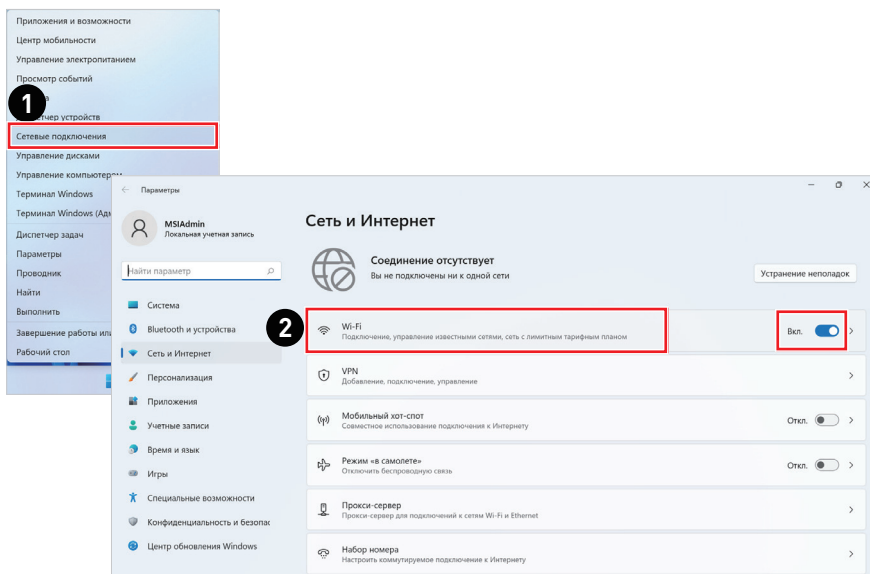 Приложения и возможности
Центр мобильности
Управление электропитанием
Просмотр событий
1
Сетевые подключения
Управление дисками
Управление компьютером
Терминал Windows
Терминал Windows
Диспетчер задач
Параметры
Проводник
Найти
Выполнить
Завершение работы или
Рабочий стол
Параметры
MSIAdmin
Локальная учетная запись
Найти параметр
Система
Bluetooth и устройства
Сеть и Интернет
Персонализация
Приложения
Учетные записи
Время и язык
Игры
Специальные возможности
Конфиденциальность и безопас
Центр обновления Windows
Сеть и Интернет
Соединение отсутствует
Вы не подключены ни к одной сети
Устранение неполадок
2
Wi-Fi
Подключение, управление известными сетями, сеть с лимитным тарифным планом
Вкл.
VPN
Добавление, подключение, управление
Мобильный хот-спот
Совместное использование подключения к Интернету
Откл.
Режим «в самолете»
Отключить беспроводную связь
Откл.
Прокси-сервер
Прокси-сервер для подключений к сетям Wi-Fi и Ethernet
Набор номера
Настроить коммутируемое подключение к Интернету